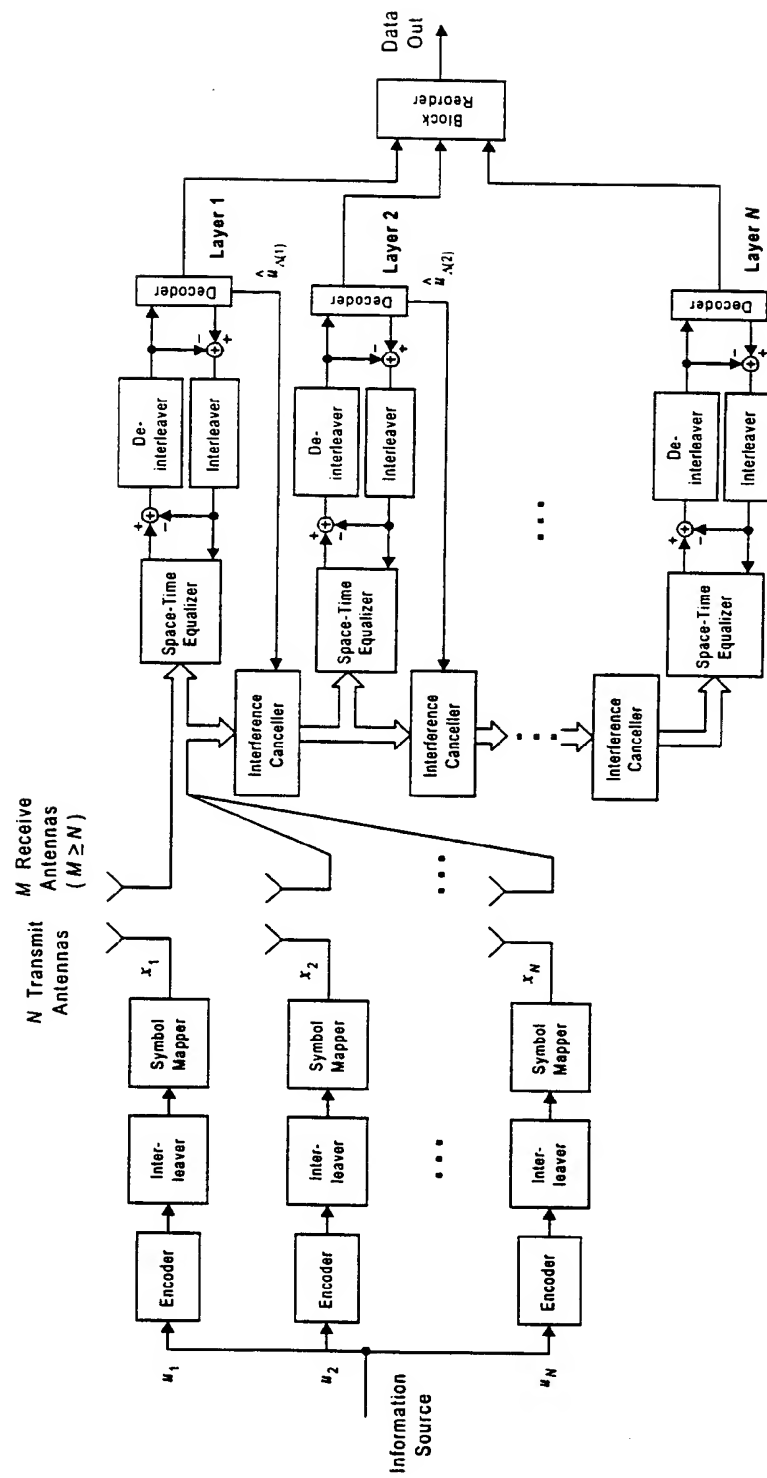 Information
Source
u1
u2
uN
Encoder
Inter-
leaver
Symbol
Mapper
x1
Encoder
Inter-
leaver
Symbol
Mapper
x2
Encoder
Inter-
leaver
Symbol
Mapper
xN
N Transmit
Antennas
M Receive
Antennas
(M ≥ N)
Space-Time
Equalizer
+
-
De-
interleaver
Interleaver
-
+
Decoder
Layer 1
û Λ(1)
Interference
Canceller
Space-Time
Equalizer
+
-
De-
interleaver
Interleaver
-
+
Decoder
Layer 2
û Λ(2)
Interference
Canceller
Interference
Canceller
Space-Time
Equalizer
+
-
De-
interleaver
Interleaver
-
+
Decoder
Layer N
Block
Reorder
Data
Out